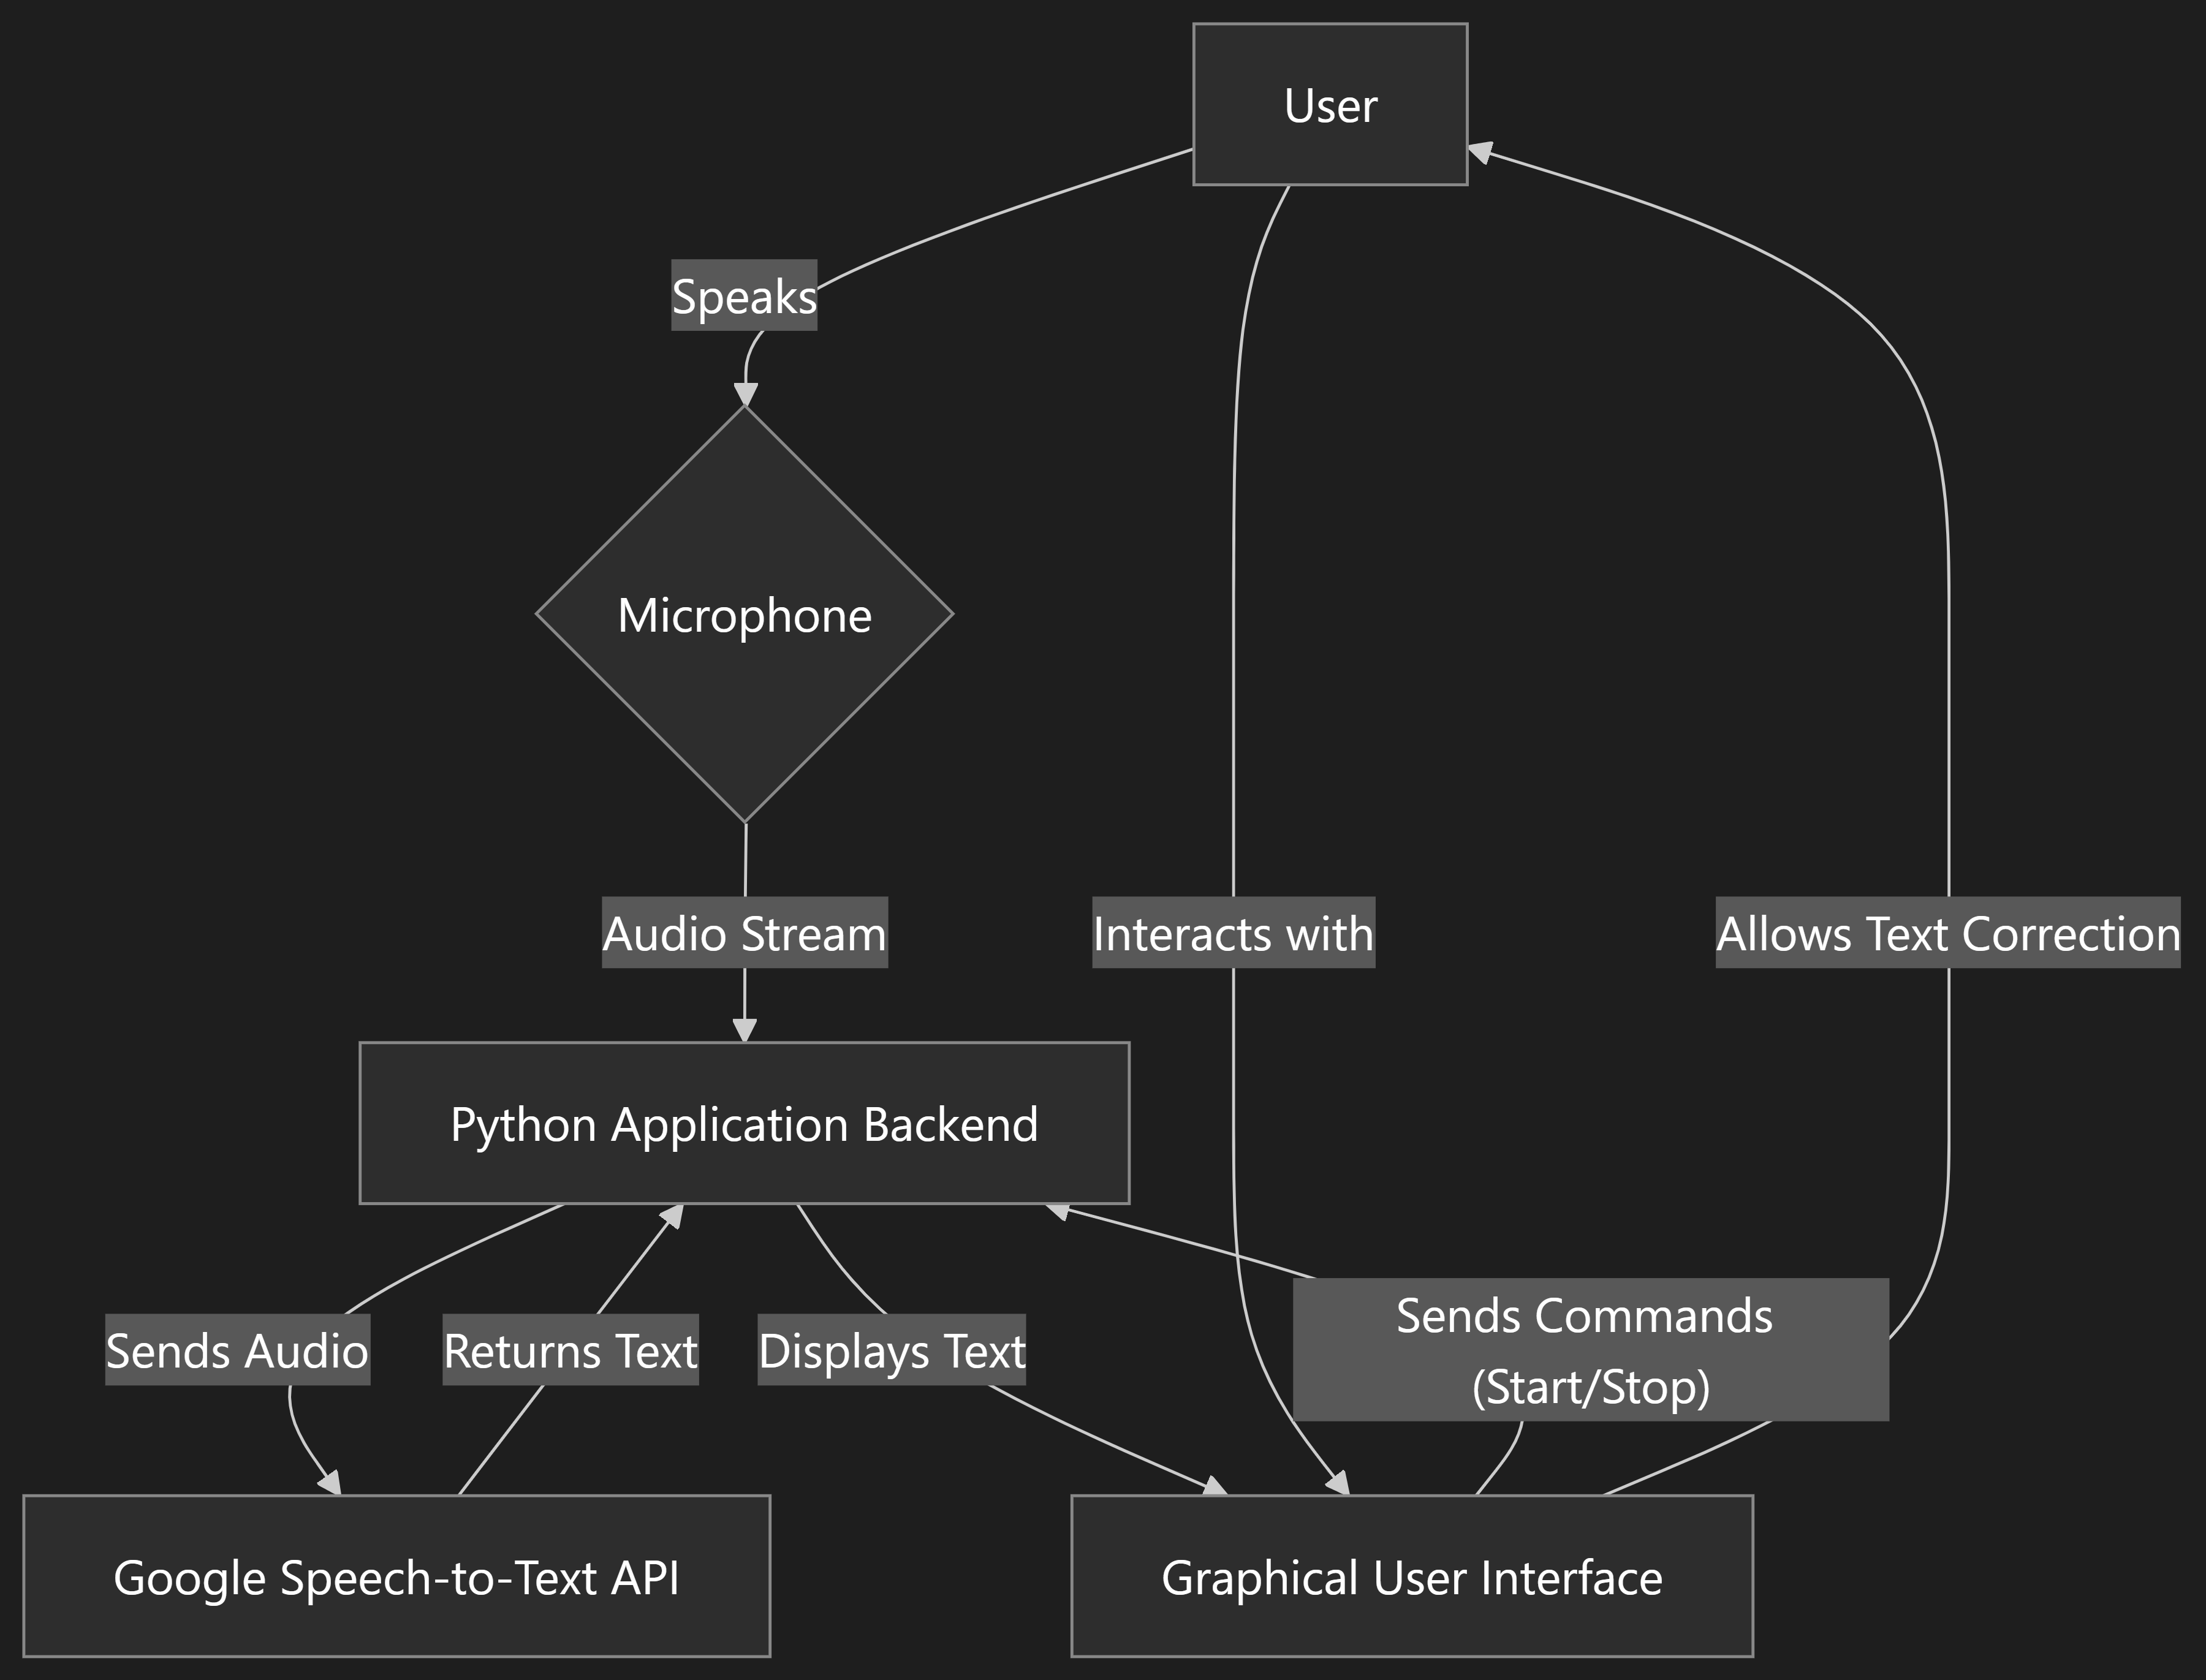 User
Speaks
Microphone
Audio Stream
Interacts with
Allows Text Correction
Python Application Backend
Sends Audio
Returns Text
Displays Text
Sends Commands
(Start/Stop)
Google Speech-to-Text API
Graphical User Interface